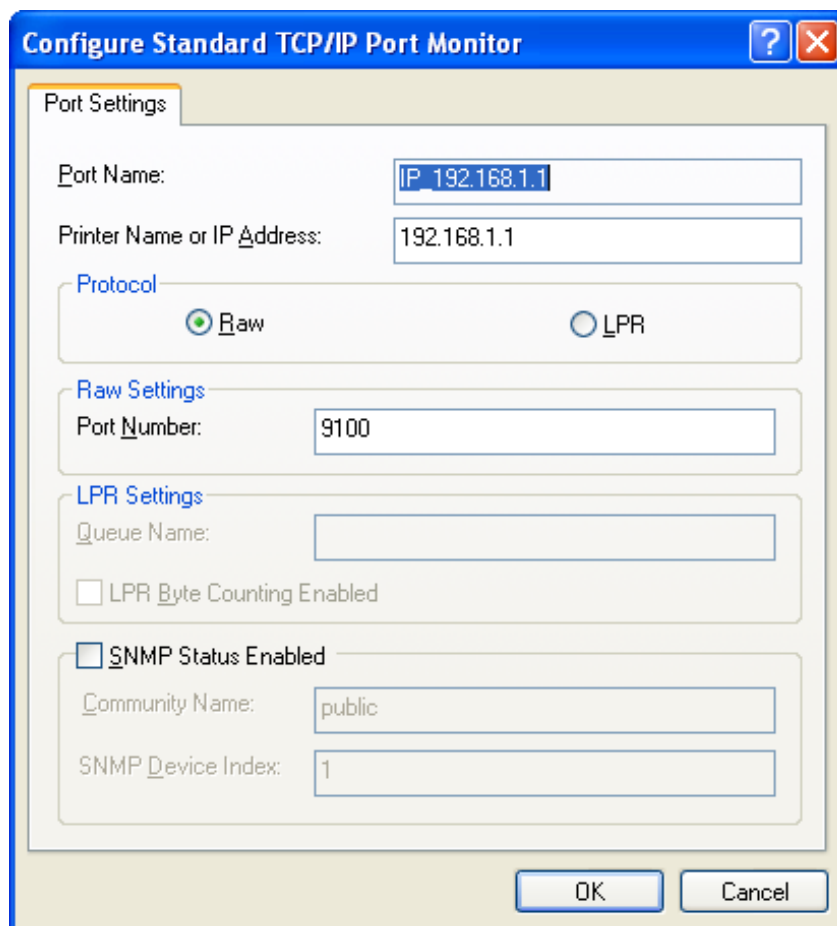 Configure Standard TCP/IP Port Monitor
Port Settings
Port Name: IP_192.168.1.1
Printer Name or IP Address: 192.168.1.1
Protocol
Raw LPR
Raw Settings
Port Number: 9100
LPR Settings
Queue Name:
LPR Byte Counting Enabled
SNMP Status Enabled
Community Name: public
SNMP Device Index: 1
OK Cancel